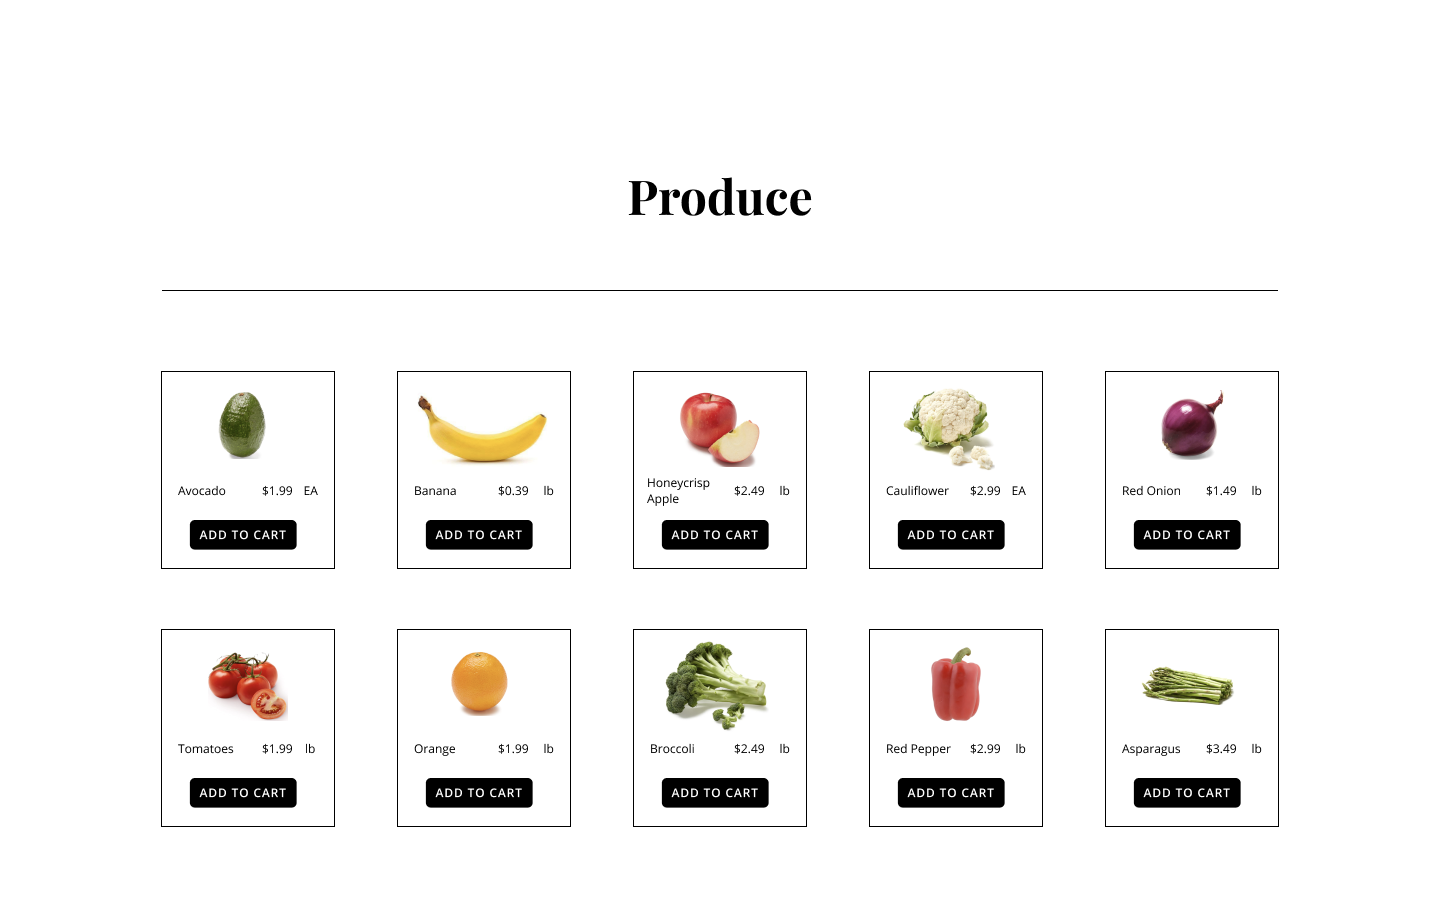 Produce
Avocado $1.99 EA
ADD TO CART
Banana $0.39 lb
ADD TO CART
Honeycrisp
Apple $2.49 lb
ADD TO CART
Cauliflower $2.99 EA
ADD TO CART
Red Onion $1.49 lb
ADD TO CART
Tomatoes $1.99 lb
ADD TO CART
Orange $1.99 lb
ADD TO CART
Broccoli $2.49 lb
ADD TO CART
Red Pepper $2.99 lb
ADD TO CART
Asparagus $3.49 lb
ADD TO CART